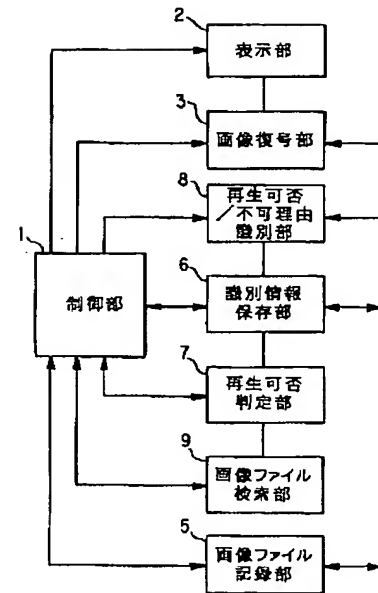 2
表示部
3
画像復号部
8
再生可否
/不可理由
識別部
1
制御部
6
識別情報
保存部
7
再生可否
判定部
9
画像ファイル
検索部
5
画像ファイル
記録部